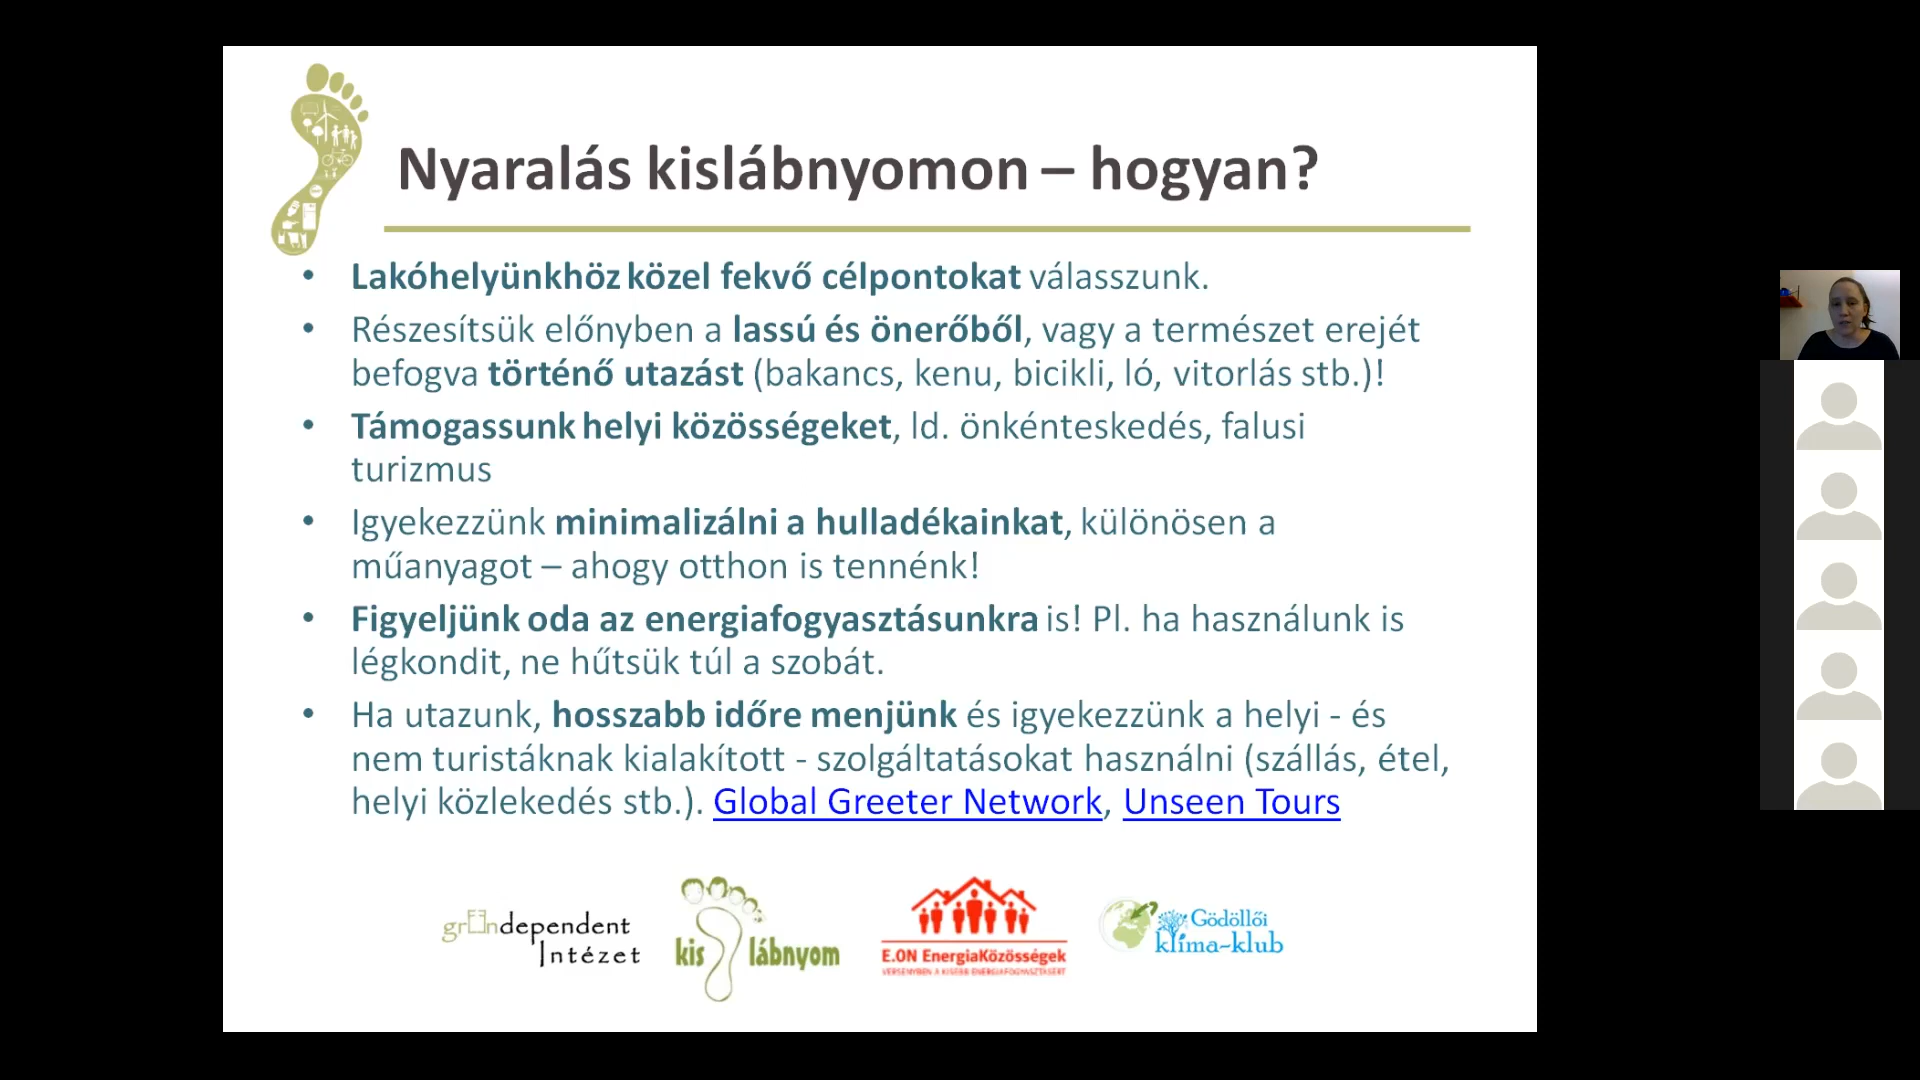 Nyaralás kislábnyomon – hogyan?
• Lakóhelyünkhöz közel fekvő célpontokat válasszunk.
• Részesítsük előnyben a lassú és önerőből, vagy a természet erejét
befogva történő utazást (bakancs, kenu, bicikli, ló, vitorlás stb.)!
• Támogassunk helyi közösségeket, ld. önkénteskedés, falusi
turizmus
• Igyekezzünk minimalizálni a hulladékainkat, különösen a
műanyagot – ahogy otthon is tennénk!
• Figyeljünk oda az energiafogyasztásunkra is! Pl. ha használunk is
légkondit, ne hűtsük túl a szobát.
• Ha utazunk, hosszabb időre menjünk és igyekezzünk a helyi - és
nem turistáknak kialakított - szolgáltatásokat használni (szállás, étel,
helyi közlekedés stb.). Global Greeter Network, Unseen Tours
greendependent
Intézet
kis lábnyom
E.ON EnergiaKözösségek
VERSENYBEN A KISEBB ENERGIAFOGYASZTÁSÉRT
Gödöllői
klíma-klub